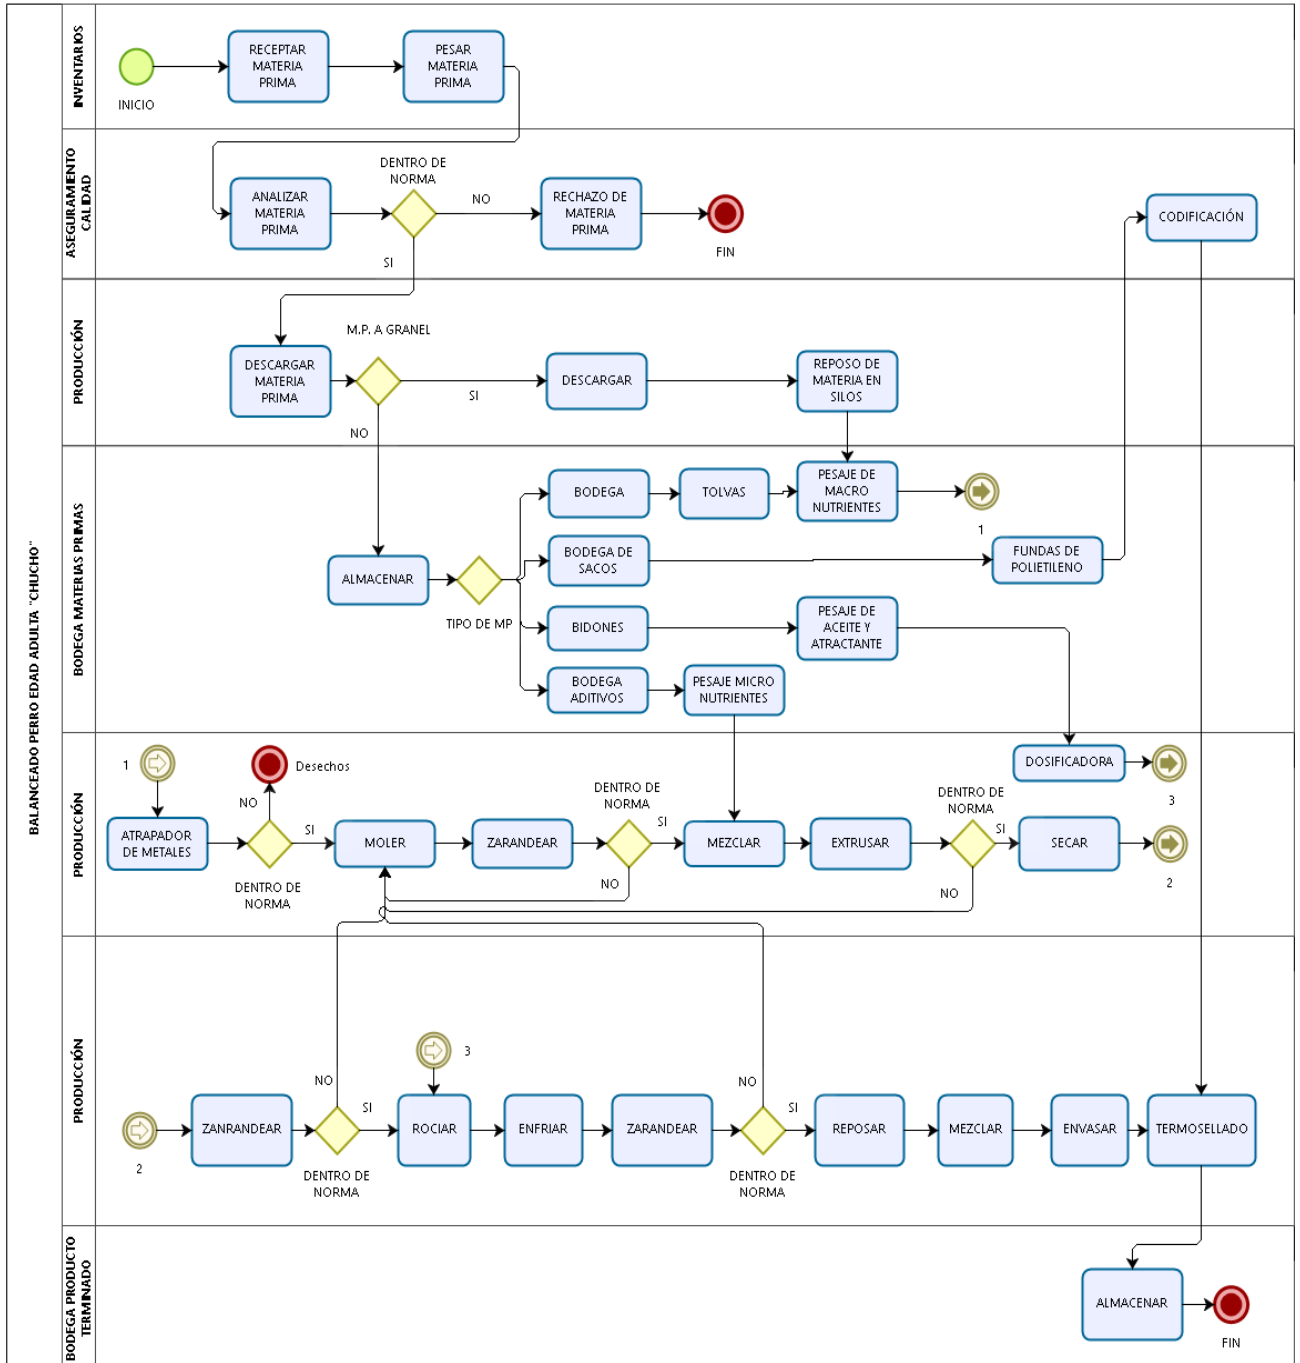 BALANCEADO PERRO EDAD ADULTA "CHUCHO"
INVENTARIOS
INICIO
RECEPTAR
MATERIA
PRIMA
PESAR
MATERIA
PRIMA
ASEGURAMIENTO
CALIDAD
ANALIZAR
MATERIA
PRIMA
DENTRO DE
NORMA
NO
SI
RECHAZO DE
MATERIA
PRIMA
FIN
CODIFICACIÓN
PRODUCCIÓN
DESCARGAR
MATERIA
PRIMA
M.P. A GRANEL
SI
NO
DESCARGAR
REPOSO DE
MATERIA EN
SILOS
BODEGA MATERIAS PRIMAS
ALMACENAR
TIPO DE MP
BODEGA
TOLVAS
PESAJE DE
MACRO
NUTRIENTES
1
BODEGA DE
SACOS
FUNDAS DE
POLIETILENO
BIDONES
PESAJE DE
ACEITE Y
ATRACTANTE
BODEGA
ADITIVOS
PESAJE MICRO
NUTRIENTES
PRODUCCIÓN
1
Desechos
ATRAPADOR
DE METALES
NO
SI
DENTRO DE
NORMA
MOLER
ZARANDEAR
DENTRO DE
NORMA
SI
NO
MEZCLAR
EXTRUSAR
DENTRO DE
NORMA
SI
NO
SECAR
2
DOSIFICADORA
3
PRODUCCIÓN
2
ZANRANDEAR
NO
SI
DENTRO DE
NORMA
3
ROCIAR
ENFRIAR
ZARANDEAR
NO
SI
DENTRO DE
NORMA
REPOSAR
MEZCLAR
ENVASAR
TERMOSELLADO
BODEGA PRODUCTO
TERMINADO
ALMACENAR
FIN